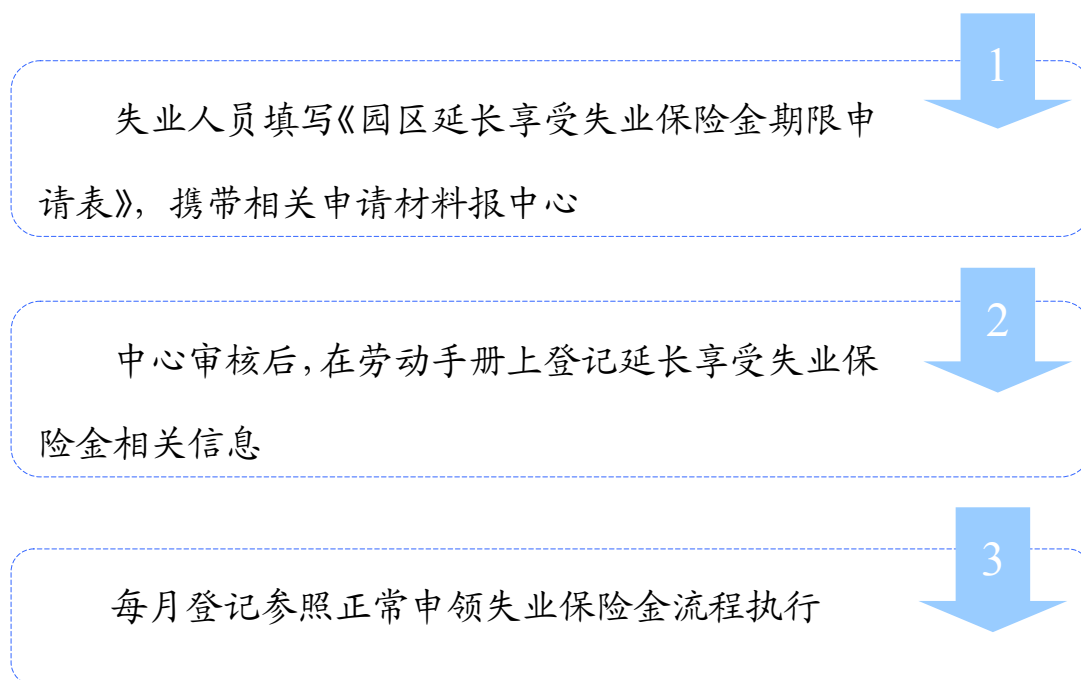 1
失业人员填写《园区延长享受失业保险金期限申
请表》，携带相关申请材料报中心
2
中心审核后，在劳动手册上登记延长享受失业保
险金相关信息
3
每月登记参照正常申领失业保险金流程执行